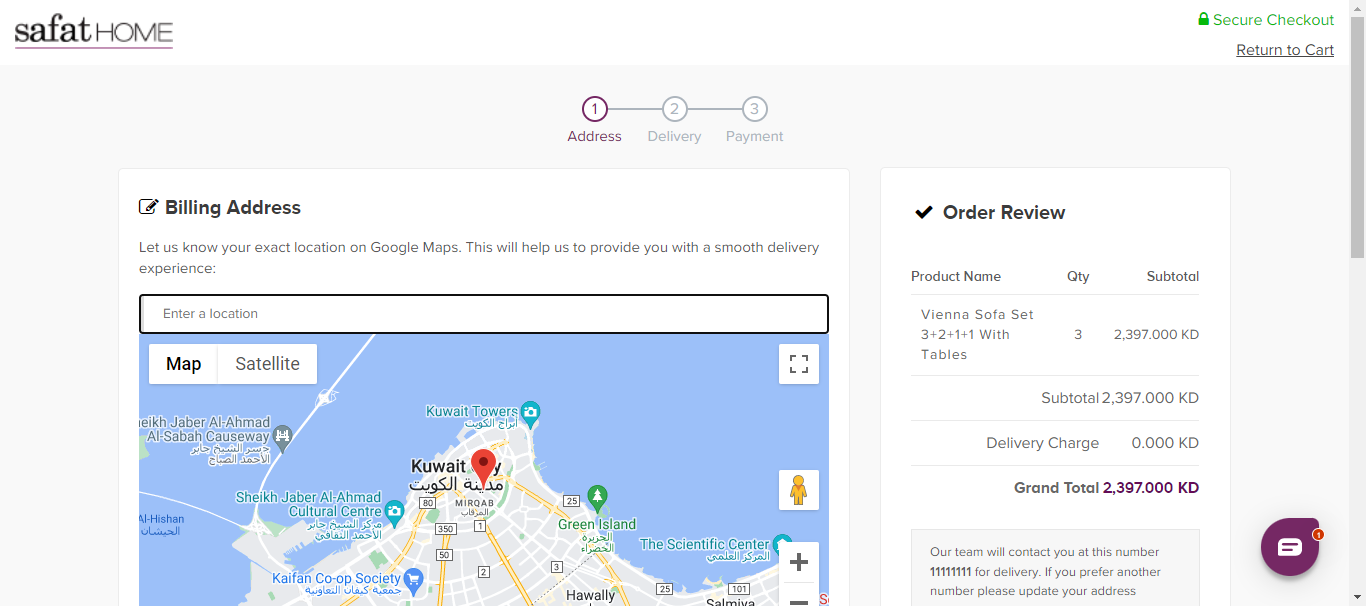 safat HOME
Secure Checkout
Return to Cart
1
2
3
Address
Delivery
Payment
Billing Address
Let us know your exact location on Google Maps. This will help us to provide you with a smooth delivery
experience:
Enter a location
Map
Satellite
Kuwait Towers
أبراج الكويت
eikh Jaber Al-Ahmad
Al-Sabah Causeway
جسر الشيخ جابر
الأحمد الصباح
Kuwait
مدينة الكويت
MIRQAB
المرقاب
Sheikh Jaber Al-Ahmad
Cultural Centre
مركز الشيخ جابر
الأحمد الثقافي
80
350
1
50
2
3
25
25
101
Al-Hishan
الحيشان
Green Island
الجزيرة
الخضراء
The Scientific Center
المركز العلمي
Kaifan Co-op Society
جمعية كيفان التعاونية
Hawally
Salmiya
Order Review
Product Name Qty Subtotal
Vienna Sofa Set
3+2+1+1 With
Tables
3 2,397.000 KD
Subtotal 2,397.000 KD
Delivery Charge 0.000 KD
Grand Total 2,397.000 KD
Our team will contact you at this number
11111111 for delivery. If you prefer another
number please update your address
1